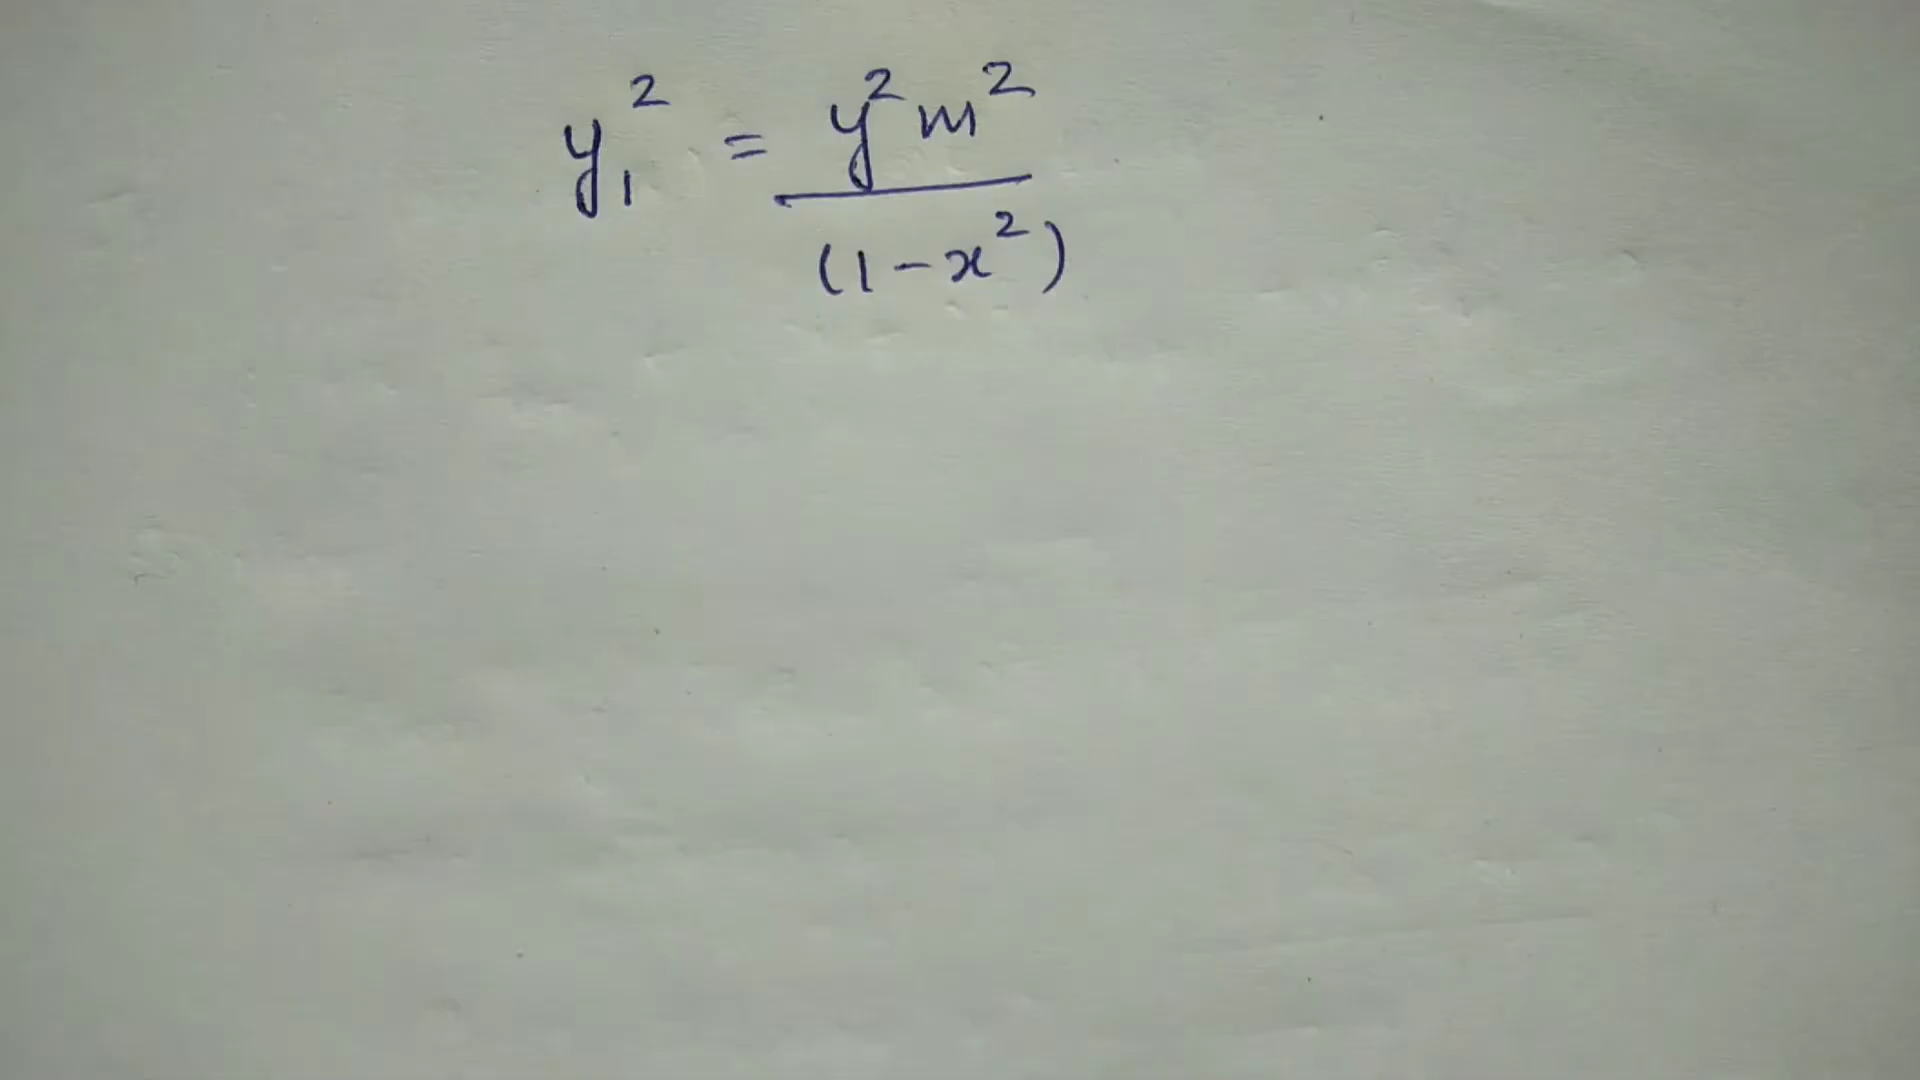 y₁² = y²m² / (1-x²)